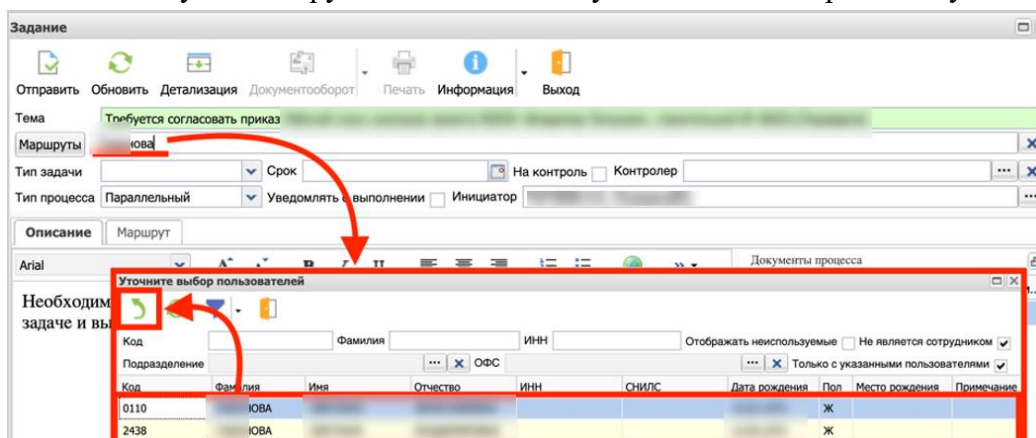 Задание
Отправить Обновить Детализация Документооборот Печать Информация Выход
Тема Требуется согласовать приказ
Маршруты нова
Тип задачи Срок На контроль Контролер
Тип процесса Параллельный Уведомлять о выполнении Инициатор
Описание Маршрут
Arial Документы процесса
Необходим
задаче и вы
Уточните выбор пользователей
Код Фамилия ИНН Отображать неиспользуемые Не является сотрудником
Подразделение ОФС Только с указанными пользователями
Код Фамилия Имя Отчество ИНН СНИЛС Дата рождения Пол Место рождения Примечание
0110 НОВА Ж
2438 НОВА Ж